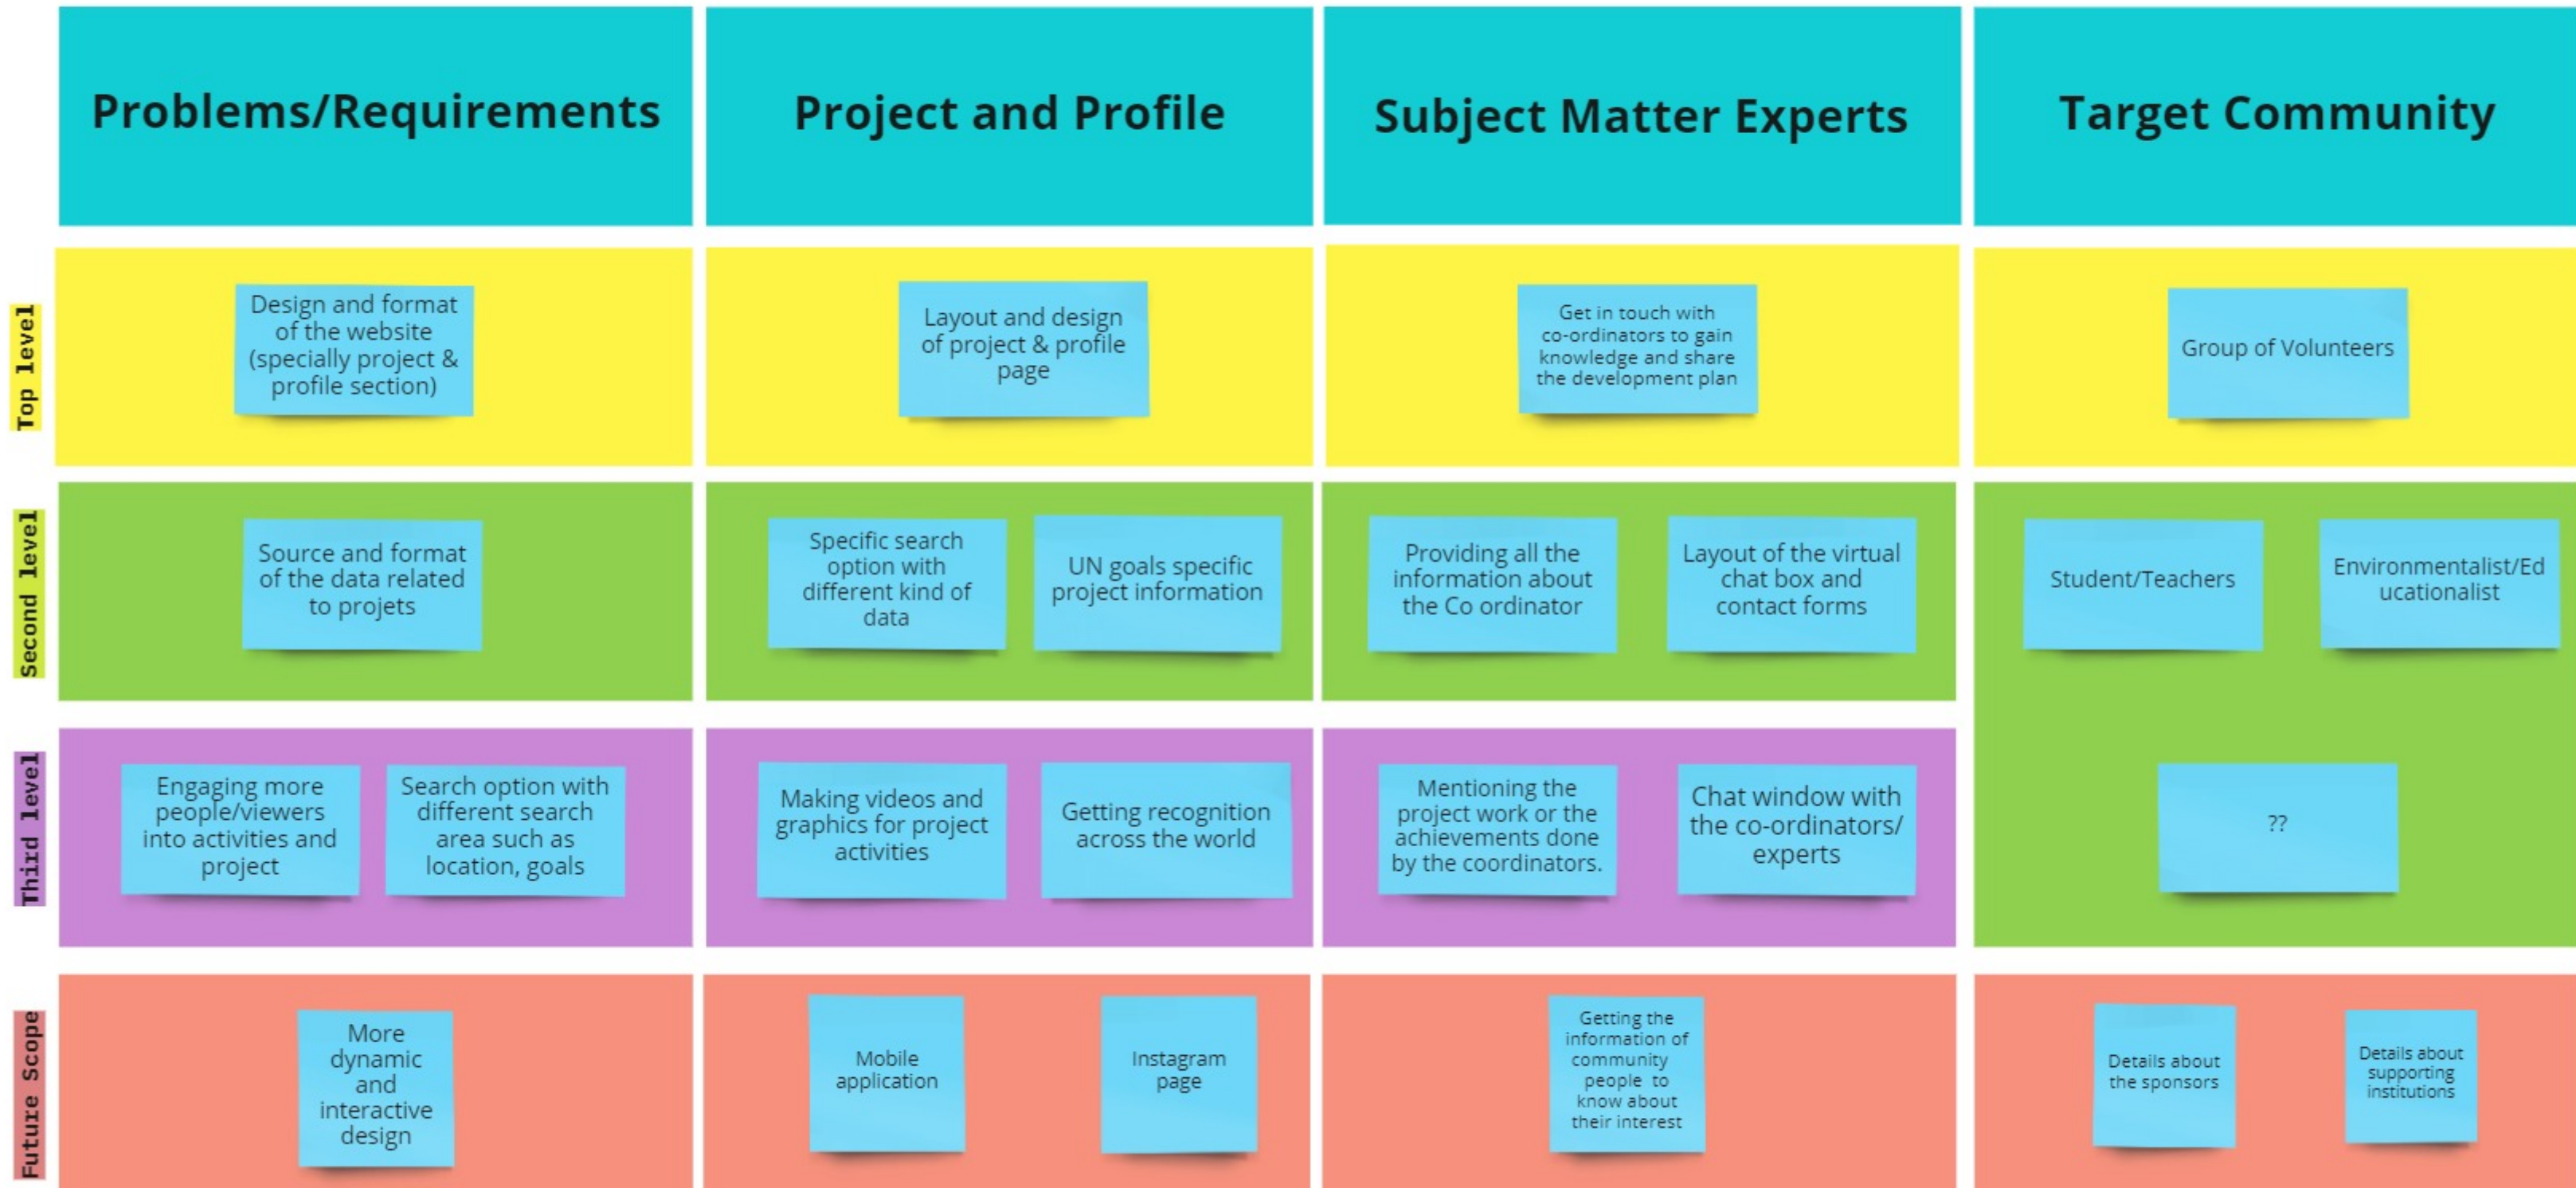 Problems/Requirements
Project and Profile
Subject Matter Experts
Target Community
Top level
Design and format
of the website
(specially project &
profile section)
Layout and design
of project & profile
page
Get in touch with
co-ordinators to gain
knowledge and share
the development plan
Group of Volunteers
Second level
Source and format
of the data related
to projets
Specific search
option with
different kind of
data
UN goals specific
project information
Providing all the
information about
the Co ordinator
Layout of the virtual
chat box and
contact forms
Student/Teachers
Environmentalist/Ed
ucationalist
Third level
Engaging more
people/viewers
into activities and
project
Search option with
different search
area such as
location, goals
Making videos and
graphics for project
activities
Getting recognition
across the world
Mentioning the
project work or the
achievements done
by the coordinators.
Chat window with
the co-ordinators/
experts
??
Future Scope
More
dynamic
and
interactive
design
Mobile
application
Instagram
page
Getting the
information of
community
people to
know about
their interest
Details about
the sponsors
Details about
supporting
institutions